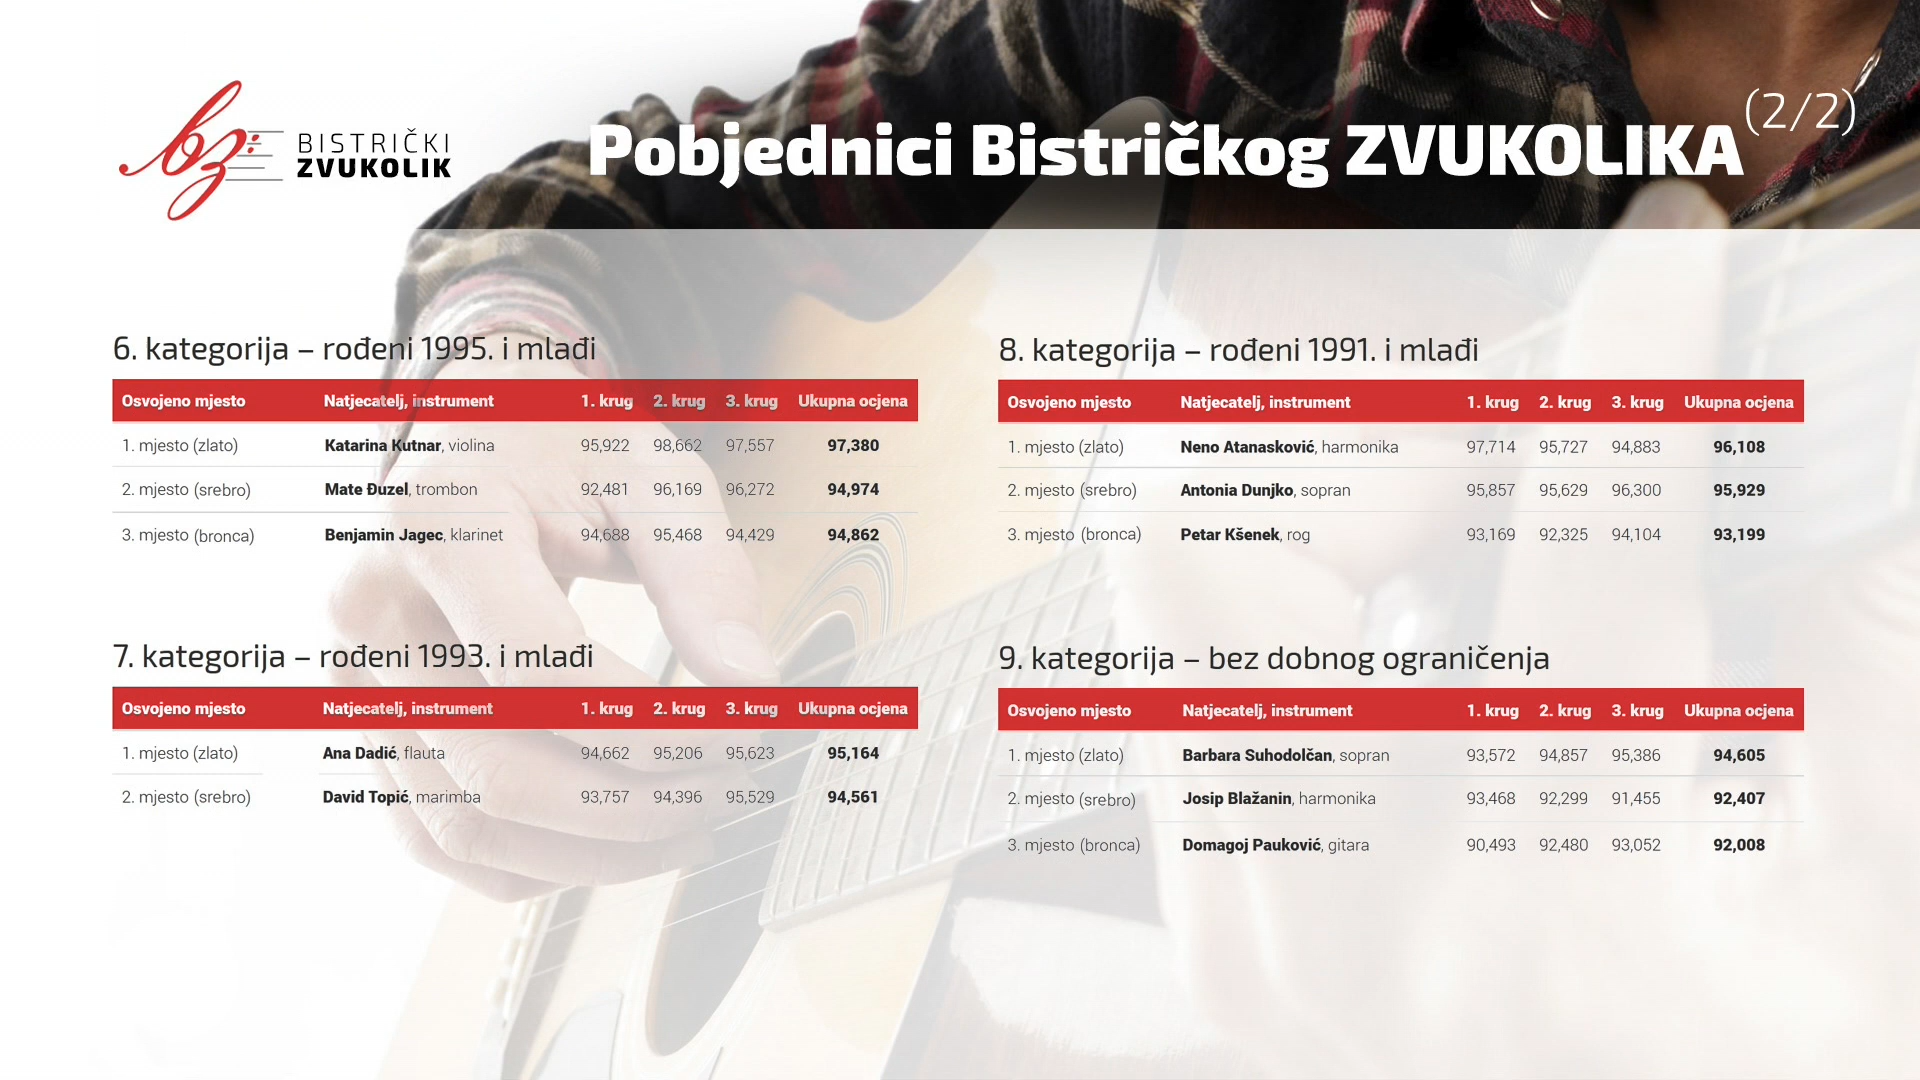 bz:
BISTRIČKI
ZVUKOLIK
Pobjednici Bistričkog ZVUKOLIKA (2/2)
6. kategorija – rođeni 1995. i mlađi
Osvojeno mjesto Natjecatelj, instrument 1. krug 2. krug 3. krug Ukupna ocjena
1. mjesto (zlato) Katarina Kutnar, violina 95,922 98,662 97,557 97,380
2. mjesto (srebro) Mate Đuzel, trombon 92,481 96,169 96,272 94,974
3. mjesto (bronca) Benjamin Jagec, klarinet 94,688 95,468 94,429 94,862
7. kategorija – rođeni 1993. i mlađi
Osvojeno mjesto Natjecatelj, instrument 1. krug 2. krug 3. krug Ukupna ocjena
1. mjesto (zlato) Ana Dadić, flauta 94,662 95,206 95,623 95,164
2. mjesto (srebro) David Topić, marimba 93,757 94,396 95,529 94,561
8. kategorija – rođeni 1991. i mlađi
Osvojeno mjesto Natjecatelj, instrument 1. krug 2. krug 3. krug Ukupna ocjena
1. mjesto (zlato) Neno Atanasković, harmonika 97,714 95,727 94,883 96,108
2. mjesto (srebro) Antonia Dunjko, sopran 95,857 95,629 96,300 95,929
3. mjesto (bronca) Petar Kšenek, rog 93,169 92,325 94,104 93,199
9. kategorija – bez dobnog ograničenja
Osvojeno mjesto Natjecatelj, instrument 1. krug 2. krug 3. krug Ukupna ocjena
1. mjesto (zlato) Barbara Suhodolčan, sopran 93,572 94,857 95,386 94,605
2. mjesto (srebro) Josip Blažanin, harmonika 93,468 92,299 91,455 92,407
3. mjesto (bronca) Domagoj Pauković, gitara 90,493 92,480 93,052 92,008